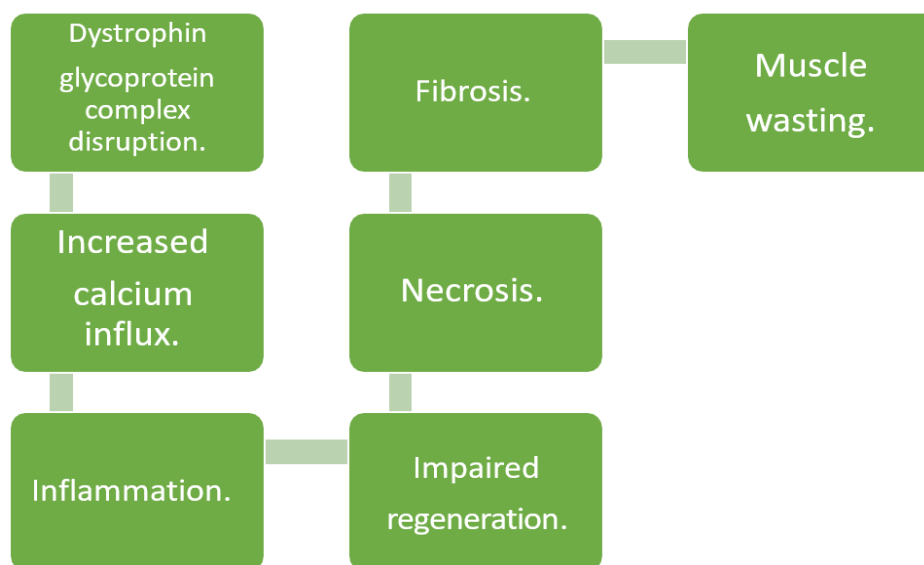 Dystrophin
glycoprotein
complex
disruption.
Increased
calcium
influx.
Inflammation.
Impaired
regeneration.
Necrosis.
Fibrosis.
Muscle
wasting.